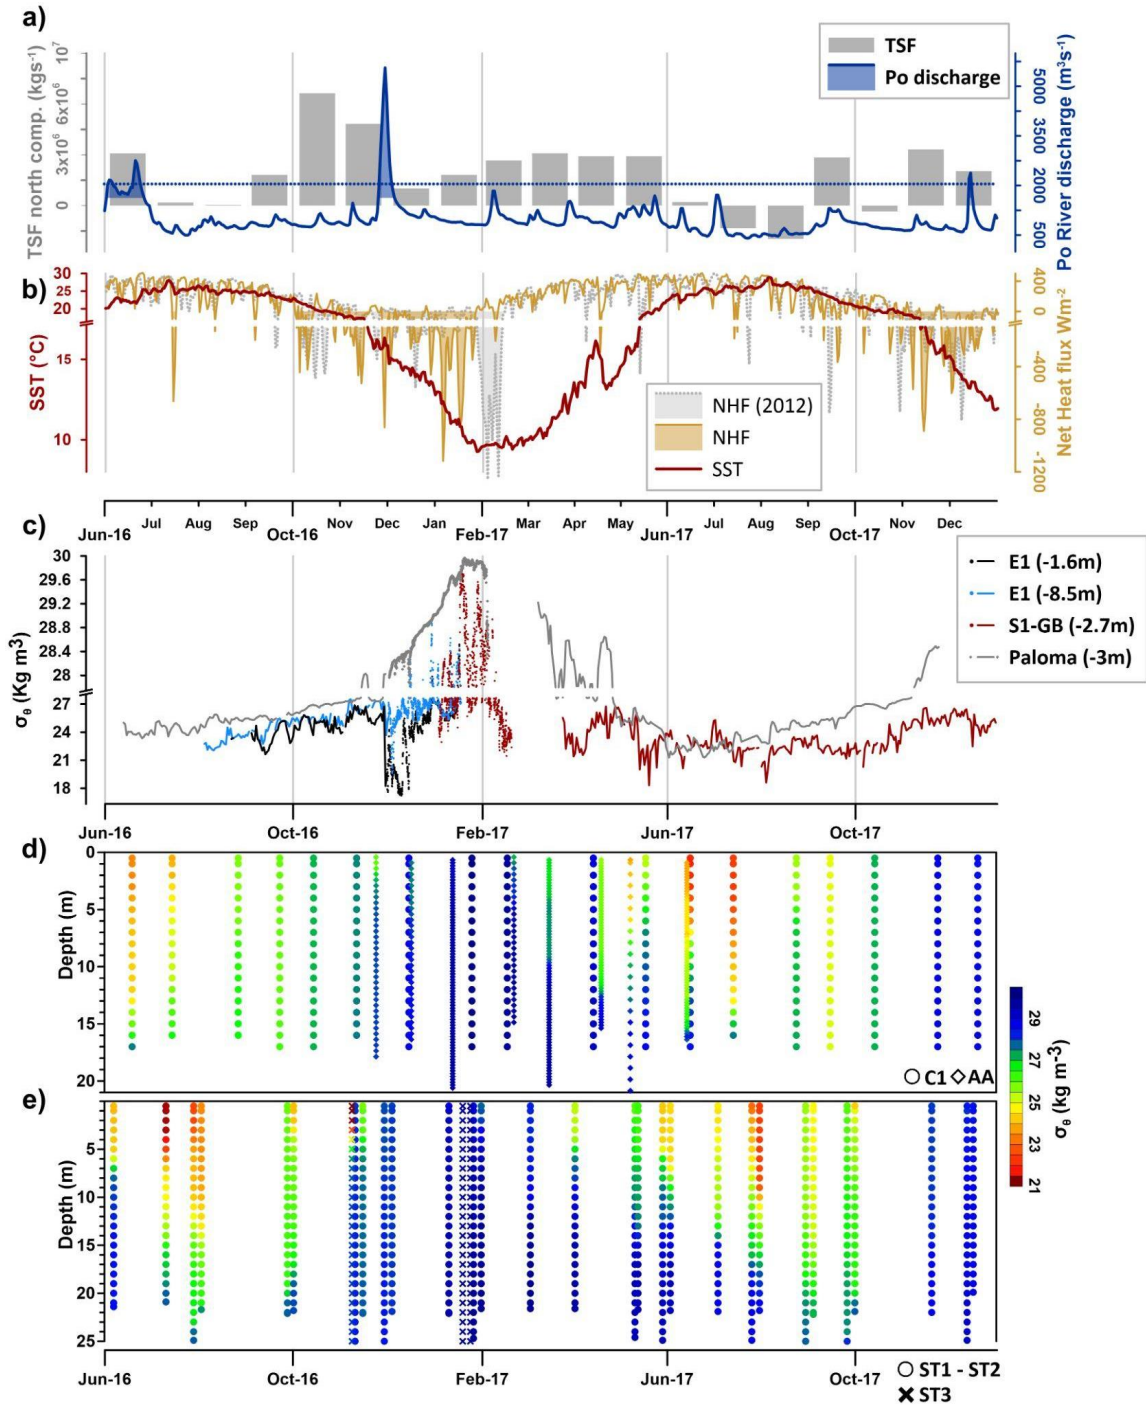 a)
TSF north comp. (kgs-1)
10^7
6x10^6
3x10^6
0
TSF
Po discharge
5000
3500
2000
500
Po River discharge (m³s-1)
b)
SST (°C)
30
25
20
15
10
NHF (2012)
NHF
SST
400
0
-400
-800
-1200
Net Heat flux Wm-2
Jul Aug Sep Nov Dec Jan Mar Apr May Jul Aug Sep Nov Dec
Jun-16 Oct-16 Feb-17 Jun-17 Oct-17
c)
σθ (Kg m³)
30
29.6
29.2
28.8
28.4
28
27
24
21
18
E1 (-1.6m)
E1 (-8.5m)
S1-GB (-2.7m)
Paloma (-3m)
Jun-16 Oct-16 Feb-17 Jun-17 Oct-17
d)
Depth (m)
0
5
10
15
20
C1 AA
e)
Depth (m)
5
10
15
20
25
29
27
25
23
21
σθ (kg m-3)
Jun-16 Oct-16 Feb-17 Jun-17 Oct-17
ST1 - ST2
ST3